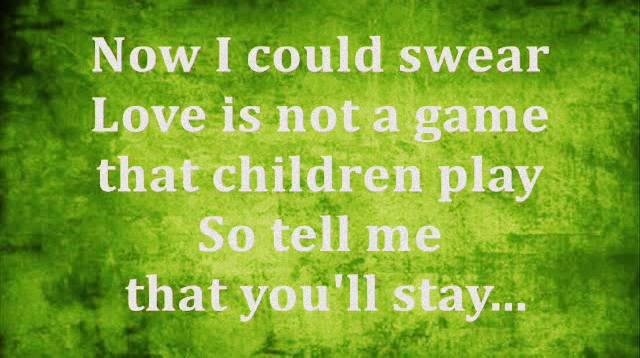 Now I could swear
Love is not a game
that children play
So tell me
that you'll stay...